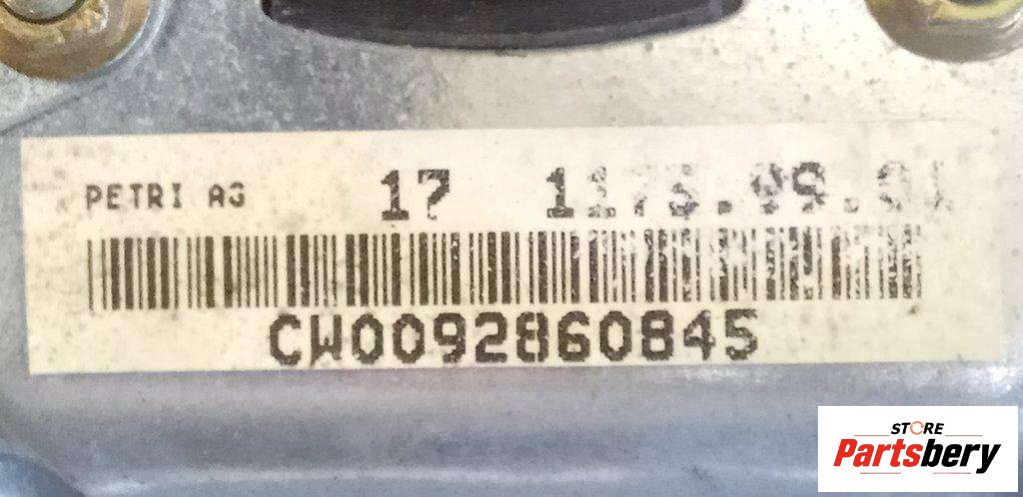 PETRI AG 17
CW0092860845
STORE
Partsbery